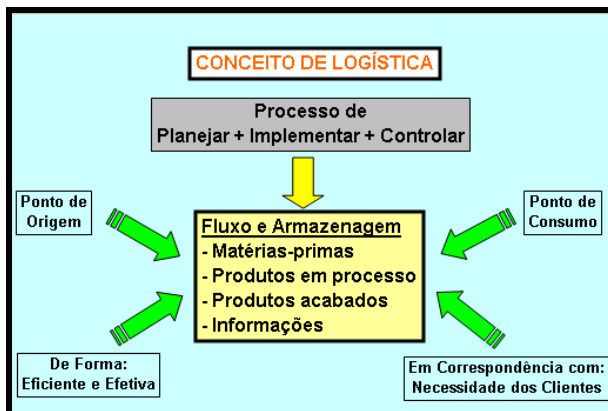 CONCEITO DE LOGÍSTICA
Processo de
Planejar + Implementar + Controlar
Ponto de
Origem
Ponto de
Consumo
Fluxo e Armazenagem
- Matérias-primas
- Produtos em processo
- Produtos acabados
- Informações
De Forma:
Eficiente e Efetiva
Em Correspondência com:
Necessidade dos Clientes